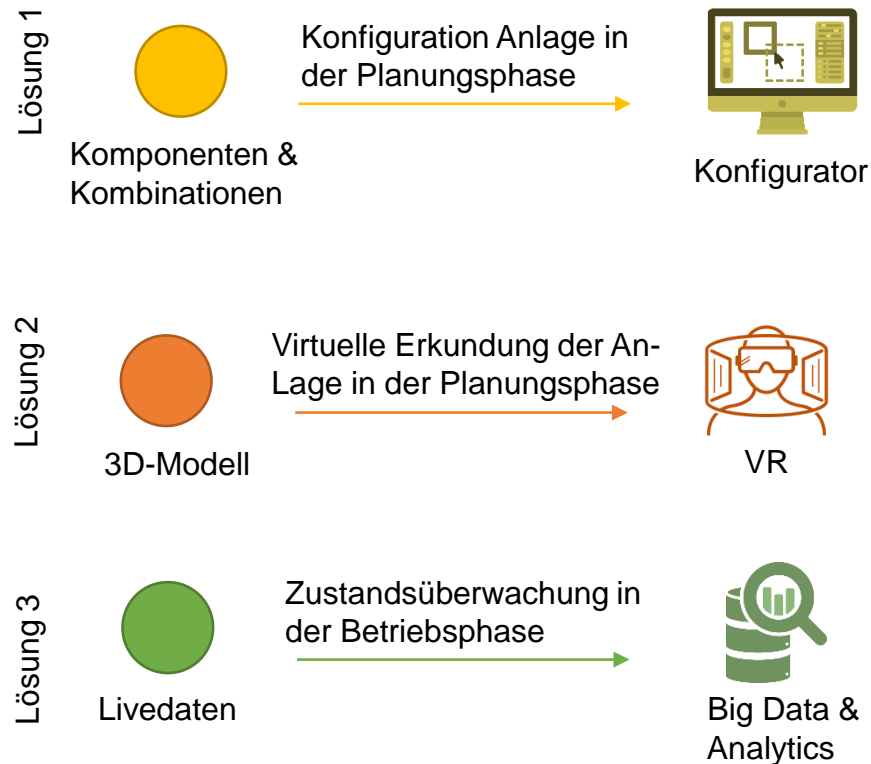 Lösung 1
Konfiguration Anlage in
der Planungsphase
Komponenten &
Kombinationen
Konfigurator
Lösung 2
Virtuelle Erkundung der An-
Lage in der Planungsphase
3D-Modell
VR
Lösung 3
Zustandsüberwachung in
der Betriebsphase
Livedaten
Big Data &
Analytics